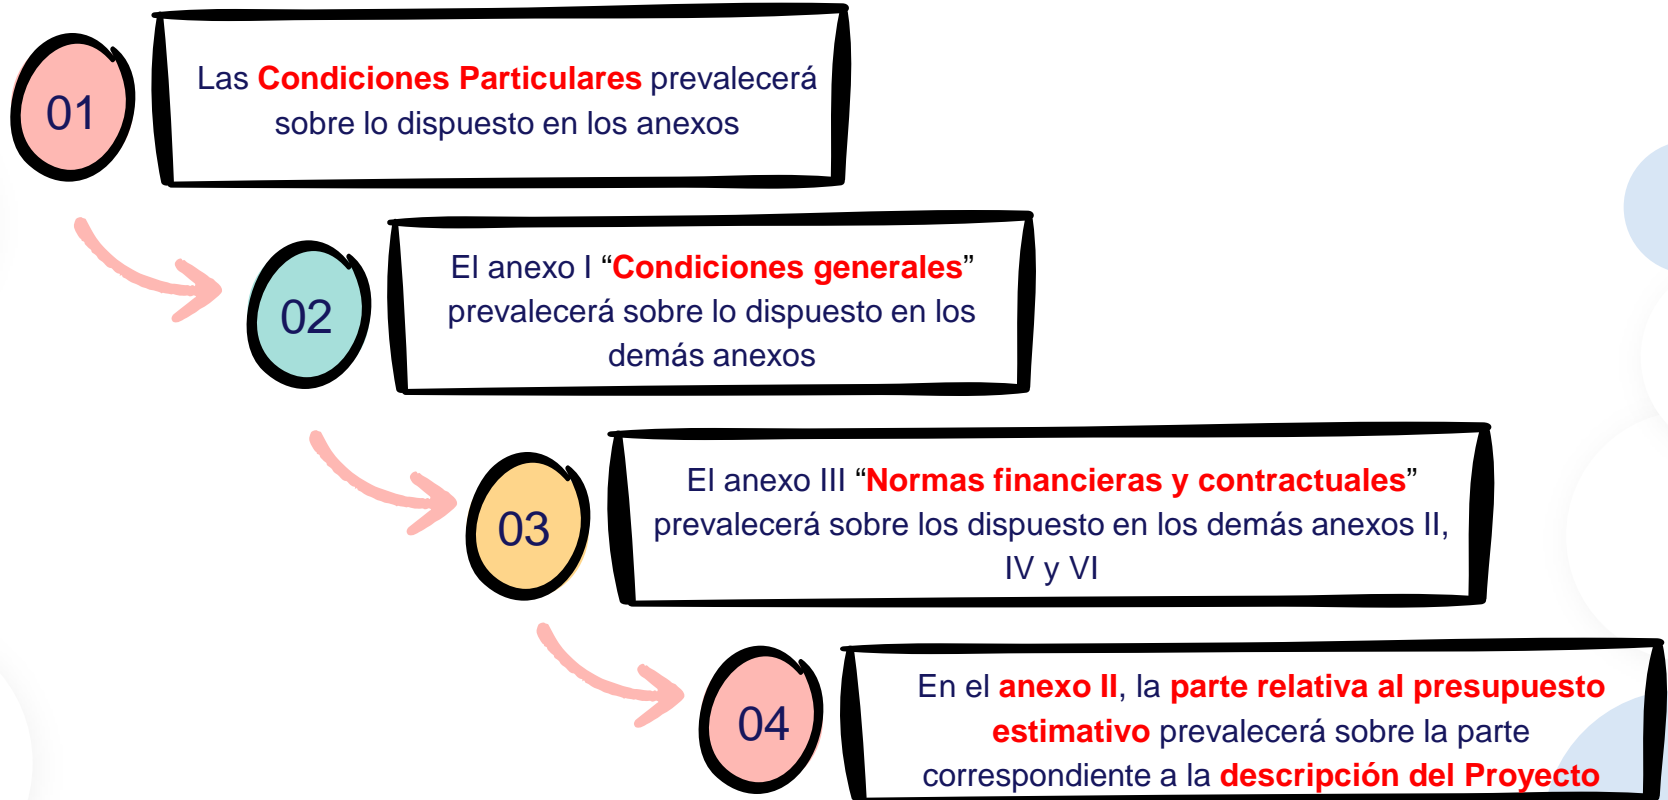 01
Las Condiciones Particulares prevalecerá
sobre lo dispuesto en los anexos
02
El anexo I “Condiciones generales”
prevalecerá sobre lo dispuesto en los
demás anexos
03
El anexo III “Normas financieras y contractuales”
prevalecerá sobre los dispuesto en los demás anexos II,
IV y VI
04
En el anexo II, la parte relativa al presupuesto
estimativo prevalecerá sobre la parte
correspondiente a la descripción del Proyecto